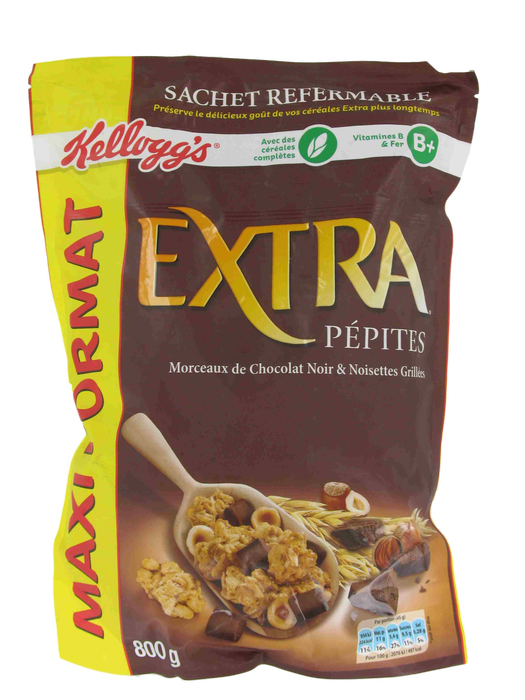 SACHET REFERMABLE
Préserve le délicieux goût de vos céréales Extra plus longtemps
Kellogg's®
Avec des
céréales
complètes
Vitamines B
& Fer
B+
MAXI FORMAT
EXTRA
PÉPITES
Morceaux de Chocolat Noir & Noisettes Grillées
800g